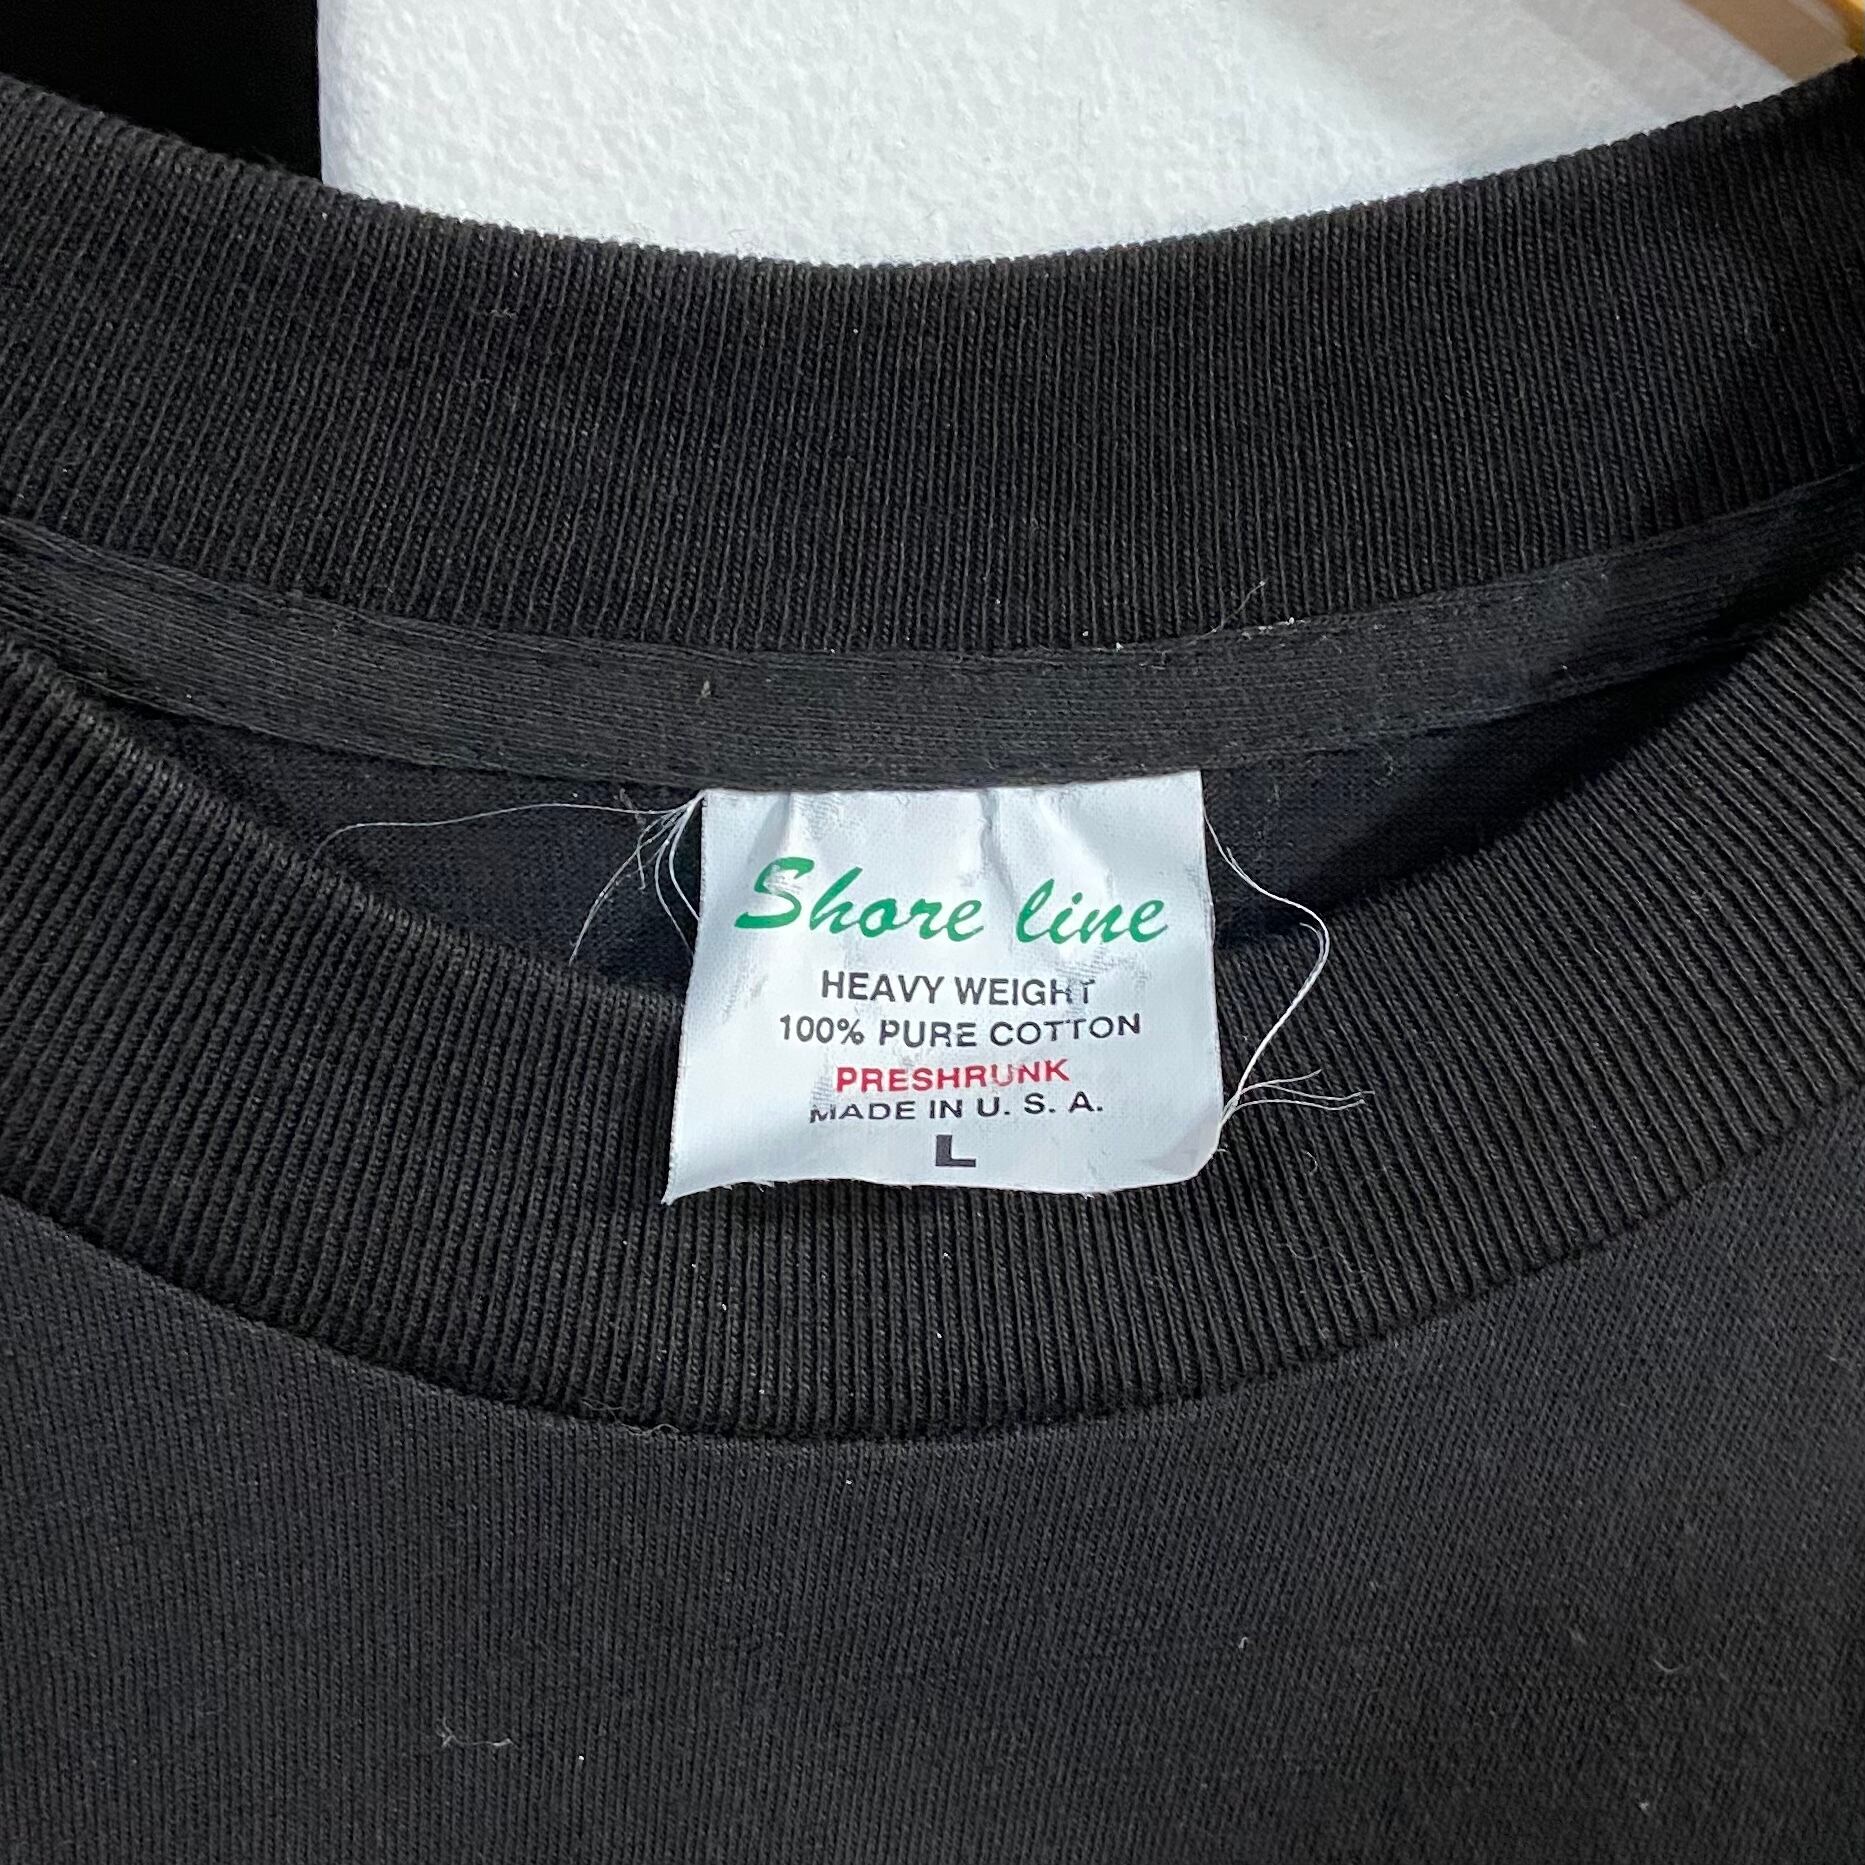 Shore line
HEAVY WEIGHT
100% PURE COTTON
PRESHRUNK
MADE IN U. S. A.
L